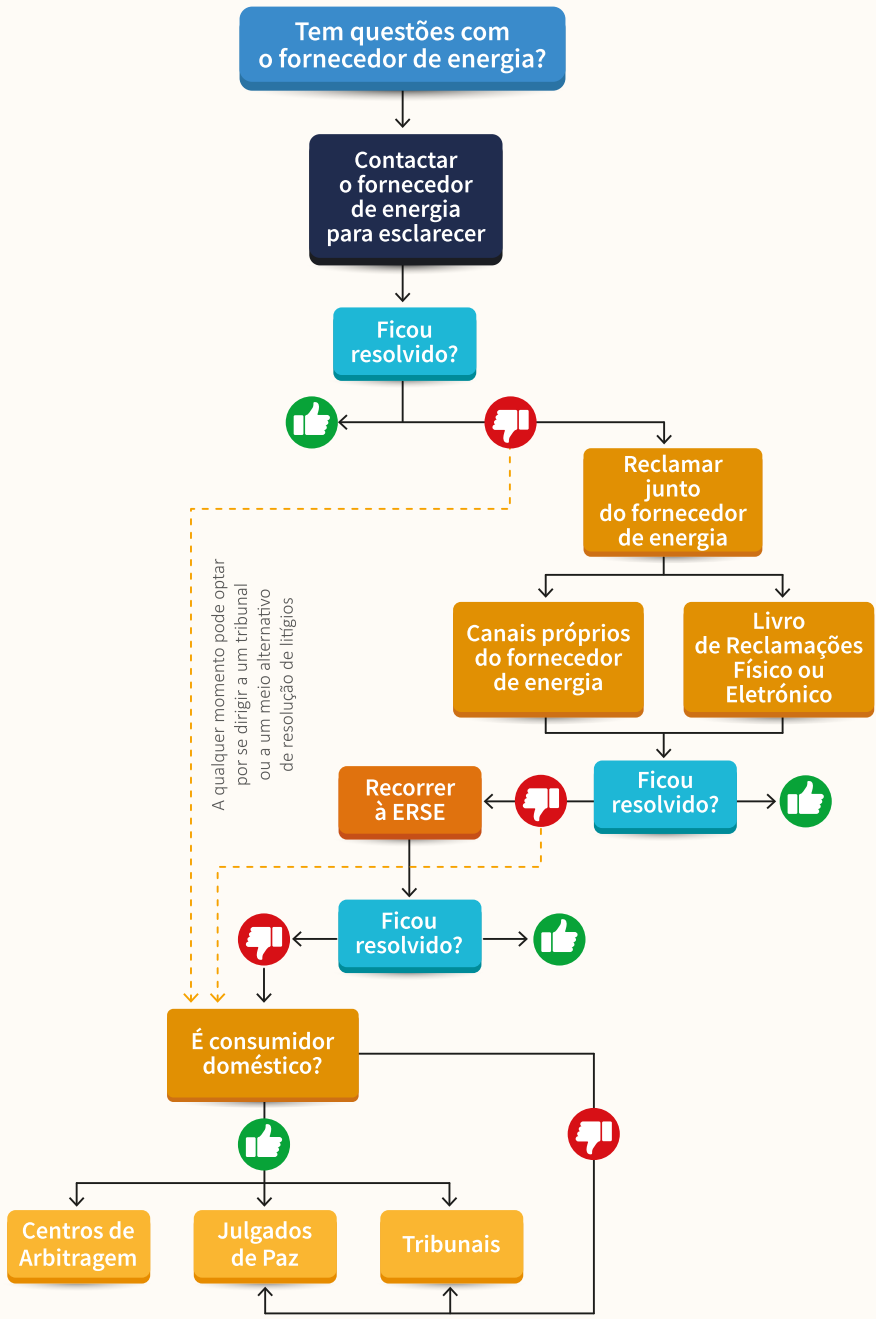 Tem questões com
o fornecedor de energia?
Contactar
o fornecedor
de energia
para esclarecer
Ficou
resolvido?
Reclamar
junto
do fornecedor
de energia
Canais próprios
do fornecedor
de energia
Livro
de Reclamações
Físico ou
Eletrónico
A qualquer momento pode optar
por se dirigir a um tribunal
ou a um meio alternativo
de resolução de litígios
Ficou
resolvido?
Recorrer
à ERSE
Ficou
resolvido?
É consumidor
doméstico?
Centros de
Arbitragem
Julgados
de Paz
Tribunais